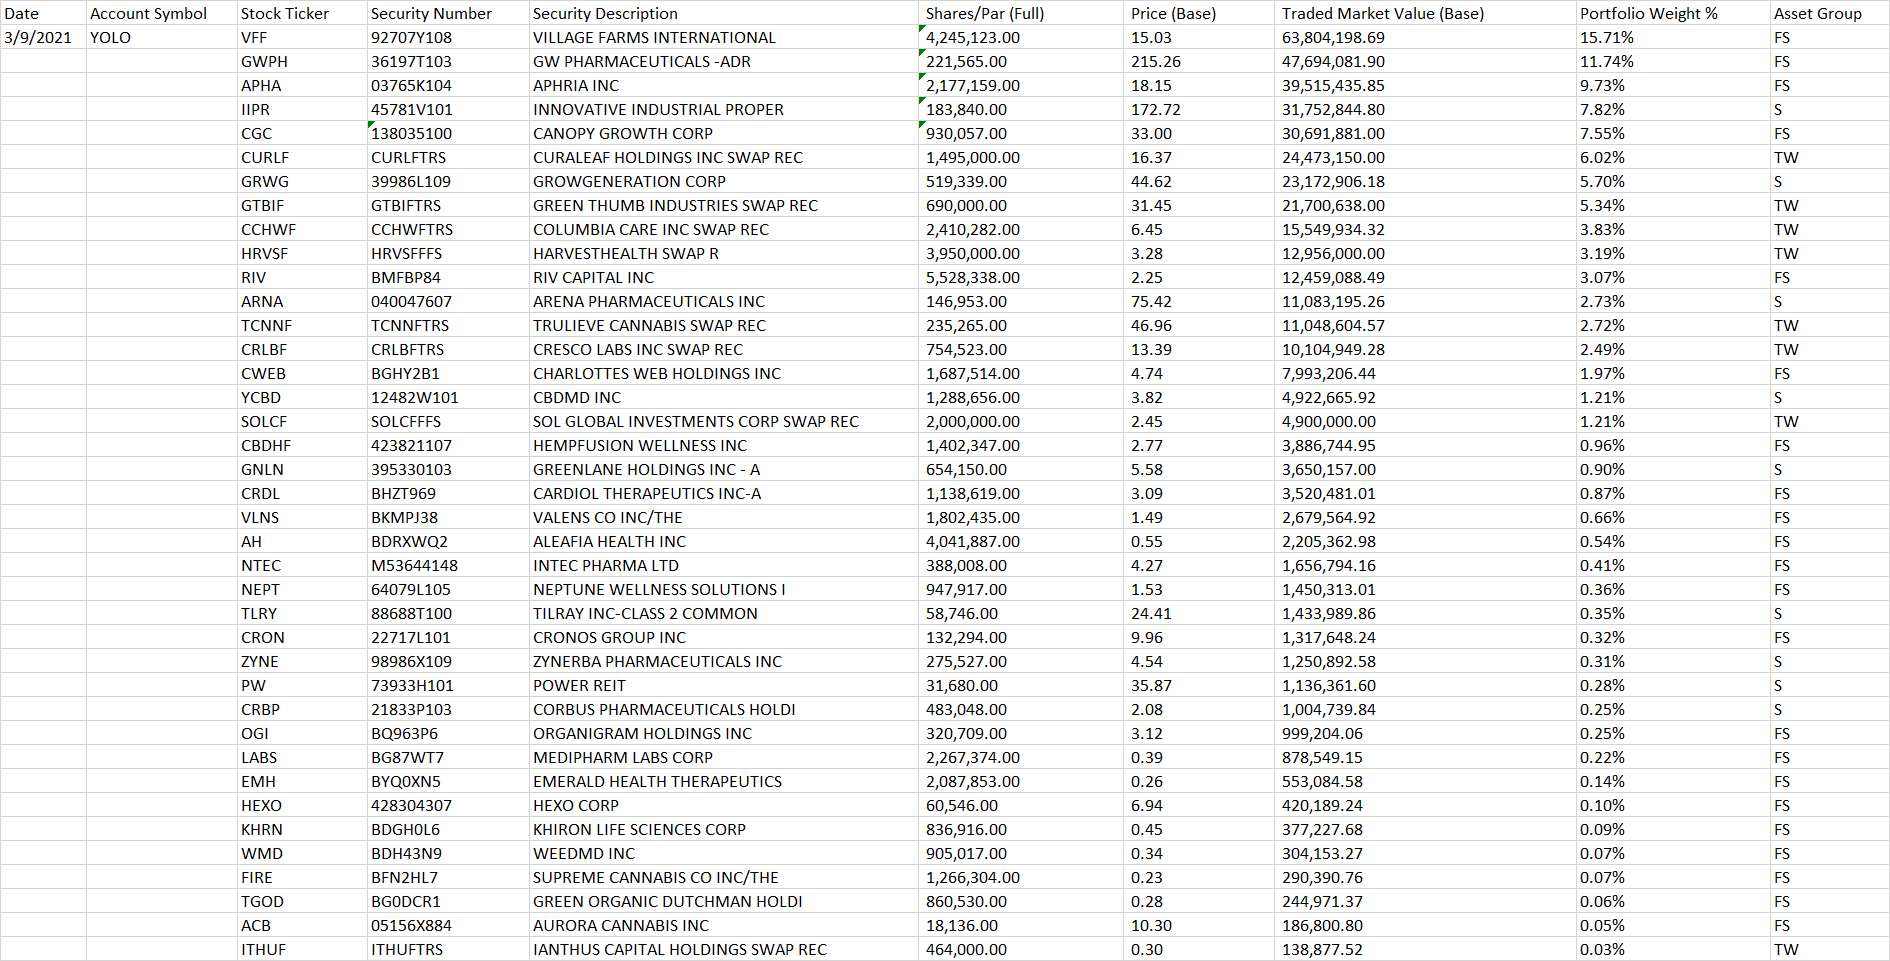 Date Account Symbol Stock Ticker Security Number Security Description Shares/Par (Full) Price (Base) Traded Market Value (Base) Portfolio Weight % Asset Group
3/9/2021 YOLO VFF 92707Y108 VILLAGE FARMS INTERNATIONAL 4,245,123.00 15.03 63,804,198.69 15.71% FS
GWPH 36197T103 GW PHARMACEUTICALS -ADR 221,565.00 215.26 47,694,081.90 11.74% FS
APHA 03765K104 APHRIA INC 2,177,159.00 18.15 39,515,435.85 9.73% FS
IIPR 45781V101 INNOVATIVE INDUSTRIAL PROPER 183,840.00 172.72 31,752,844.80 7.82% S
CGC 138035100 CANOPY GROWTH CORP 930,057.00 33.00 30,691,881.00 7.55% FS
CURLF CURLFTRS CURALEAF HOLDINGS INC SWAP REC 1,495,000.00 16.37 24,473,150.00 6.02% TW
GRWG 39986L109 GROWGENERATION CORP 519,339.00 44.62 23,172,906.18 5.70% S
GTBIF GTBIFTRS GREEN THUMB INDUSTRIES SWAP REC 690,000.00 31.45 21,700,638.00 5.34% TW
CCHWF CCHWFTRS COLUMBIA CARE INC SWAP REC 2,410,282.00 6.45 15,549,934.32 3.83% TW
HRVSF HRVSFFFS HARVESTHEALTH SWAP R 3,950,000.00 3.28 12,956,000.00 3.19% TW
RIV BMFBP84 RIV CAPITAL INC 5,528,338.00 2.25 12,459,088.49 3.07% FS
ARNA 040047607 ARENA PHARMACEUTICALS INC 146,953.00 75.42 11,083,195.26 2.73% S
TCNNF TCNNFTRS TRULIEVE CANNABIS SWAP REC 235,265.00 46.96 11,048,604.57 2.72% TW
CRLBF CRLBFTRS CRESCO LABS INC SWAP REC 754,523.00 13.39 10,104,949.28 2.49% TW
CWEB BGHY2B1 CHARLOTTES WEB HOLDINGS INC 1,687,514.00 4.74 7,993,206.44 1.97% FS
YCBD 12482W101 CBDMD INC 1,288,656.00 3.82 4,922,665.92 1.21% S
SOLCF SOLCFFFS SOL GLOBAL INVESTMENTS CORP SWAP REC 2,000,000.00 2.45 4,900,000.00 1.21% TW
CBDHF 423821107 HEMPFUSION WELLNESS INC 1,402,347.00 2.77 3,886,744.95 0.96% FS
GNLN 395330103 GREENLANE HOLDINGS INC - A 654,150.00 5.58 3,650,157.00 0.90% S
CRDL BHZT969 CARDIOL THERAPEUTICS INC-A 1,138,619.00 3.09 3,520,481.01 0.87% FS
VLNS BKMPJ38 VALENS CO INC/THE 1,802,435.00 1.49 2,679,564.92 0.66% FS
AH BDRXWQ2 ALEAFIA HEALTH INC 4,041,887.00 0.55 2,205,362.98 0.54% FS
NTEC M53644148 INTEC PHARMA LTD 388,008.00 4.27 1,656,794.16 0.41% FS
NEPT 64079L105 NEPTUNE WELLNESS SOLUTIONS I 947,917.00 1.53 1,450,313.01 0.36% FS
TLRY 88688T100 TILRAY INC-CLASS 2 COMMON 58,746.00 24.41 1,433,989.86 0.35% S
CRON 22717L101 CRONOS GROUP INC 132,294.00 9.96 1,317,648.24 0.32% FS
ZYNE 98986X109 ZYNERBA PHARMACEUTICALS INC 275,527.00 4.54 1,250,892.58 0.31% S
PW 73933H101 POWER REIT 31,680.00 35.87 1,136,361.60 0.28% S
CRBP 21833P103 CORBUS PHARMACEUTICALS HOLDI 483,048.00 2.08 1,004,739.84 0.25% S
OGI BQ963P6 ORGANIGRAM HOLDINGS INC 320,709.00 3.12 999,204.06 0.25% FS
LABS BG87WT7 MEDIPHARM LABS CORP 2,267,374.00 0.39 878,549.15 0.22% FS
EMH BYQ0XN5 EMERALD HEALTH THERAPEUTICS 2,087,853.00 0.26 553,084.58 0.14% FS
HEXO 428304307 HEXO CORP 60,546.00 6.94 420,189.24 0.10% FS
KHRN BDGH0L6 KHIRON LIFE SCIENCES CORP 836,916.00 0.45 377,227.68 0.09% FS
WMD BDH43N9 WEEDMD INC 905,017.00 0.34 304,153.27 0.07% FS
FIRE BFN2HL7 SUPREME CANNABIS CO INC/THE 1,266,304.00 0.23 290,390.76 0.07% FS
TGOD BG0DCR1 GREEN ORGANIC DUTCHMAN HOLDI 860,530.00 0.28 244,971.37 0.06% FS
ACB 05156X884 AURORA CANNABIS INC 18,136.00 10.30 186,800.80 0.05% FS
ITHUF ITHUFTRS IANTHUS CAPITAL HOLDINGS SWAP REC 464,000.00 0.30 138,877.52 0.03% TW